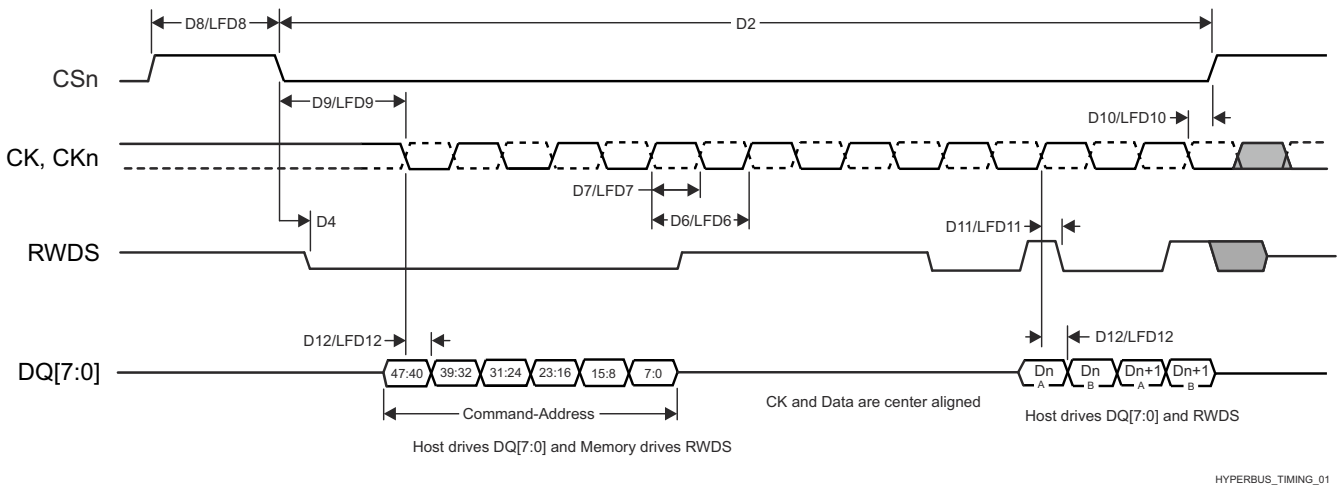 D8/LFD8
D2
CSn
D9/LFD9
D10/LFD10
CK, CKn
D7/LFD7
D4
D6/LFD6
D11/LFD11
RWDS
D12/LFD12
D12/LFD12
DQ[7:0]
47:40 39:32 31:24 23:16 15:8 7:0
Dn A Dn B Dn+1 A Dn+1 B
Command-Address
CK and Data are center aligned
Host drives DQ[7:0] and RWDS
Host drives DQ[7:0] and Memory drives RWDS
HYPERBUS_TIMING_01